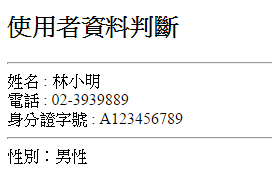 使用者資料判斷
姓名 : 林小明
電話 : 02-3939889
身分證字號 : A123456789
性別：男性